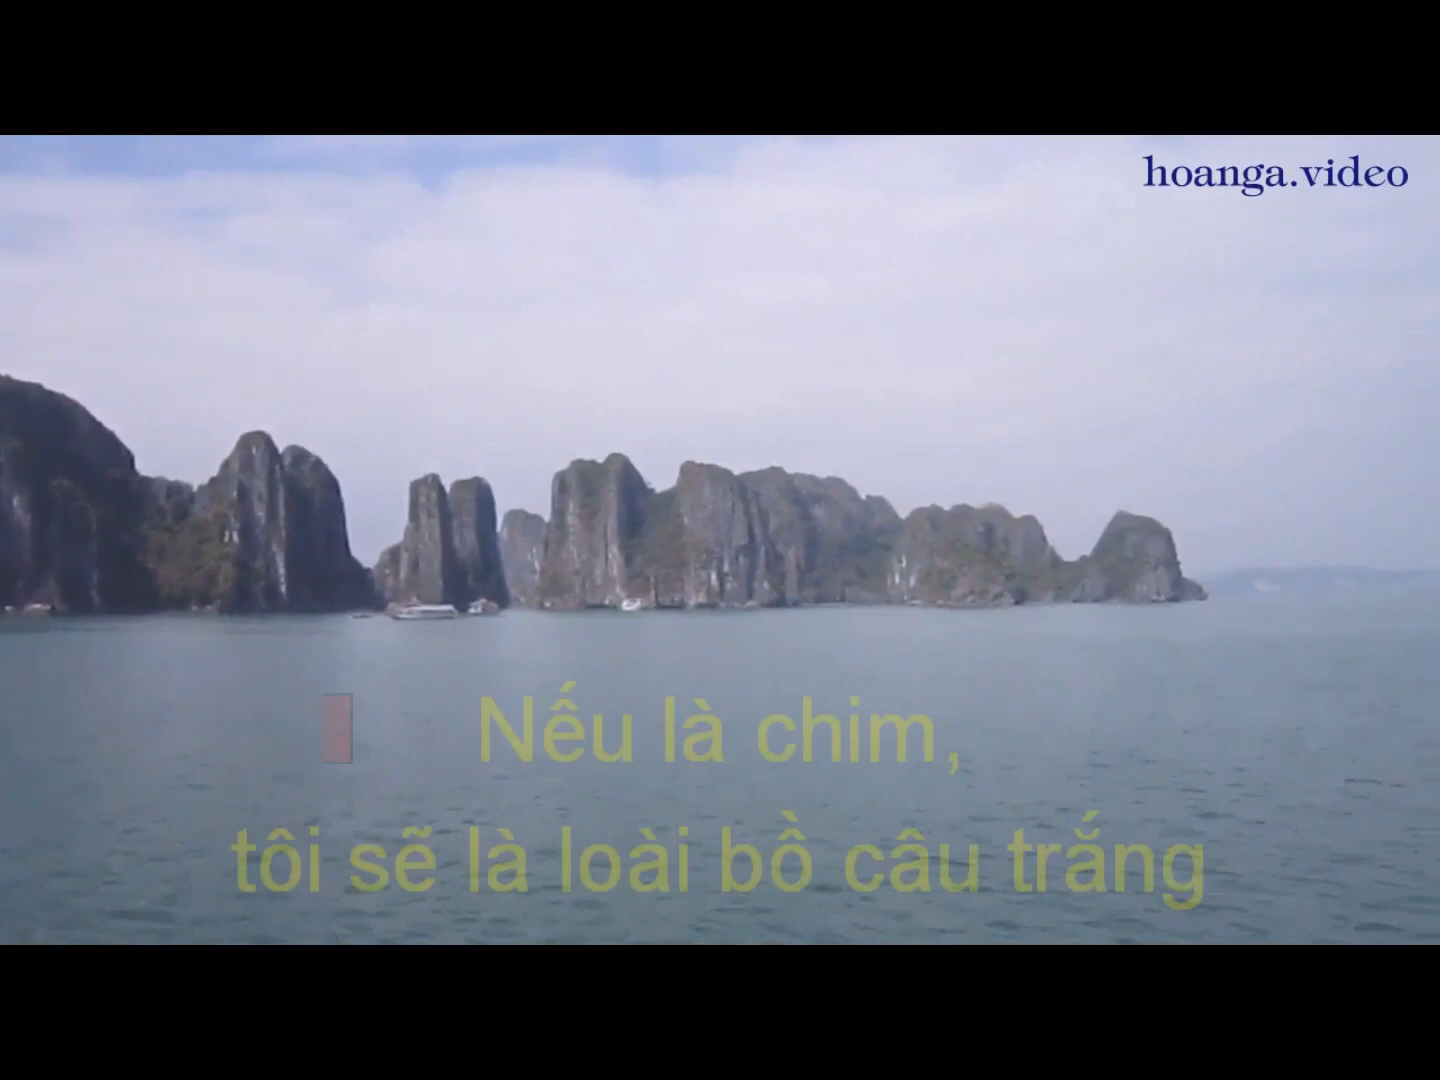 hoanga.video
Nếu là chim,
tôi sẽ là loài bồ câu trắng